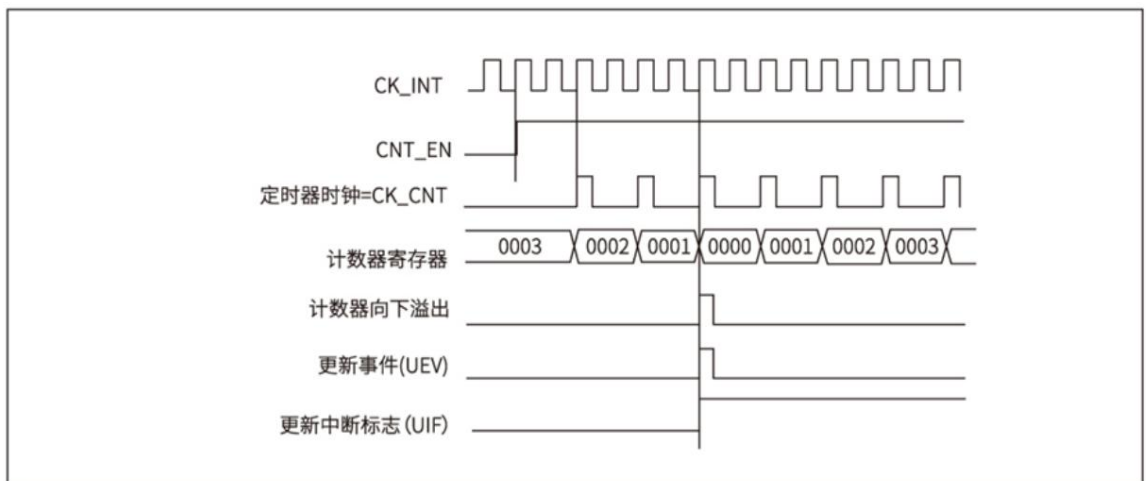 CK_INT
CNT_EN
定时器时钟=CK_CNT
计数器寄存器 0003 0002 0001 0000 0001 0002 0003
计数器向下溢出
更新事件(UEV)
更新中断标志(UIF)